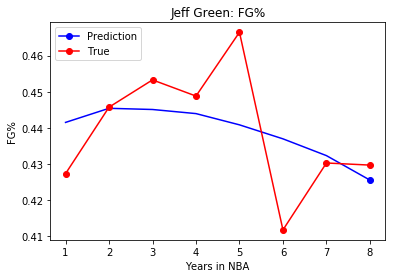 Jeff Green: FG%
Prediction
True
0.46
0.45
0.44
0.43
0.42
0.41
FG%
1 2 3 4 5 6 7 8
Years in NBA